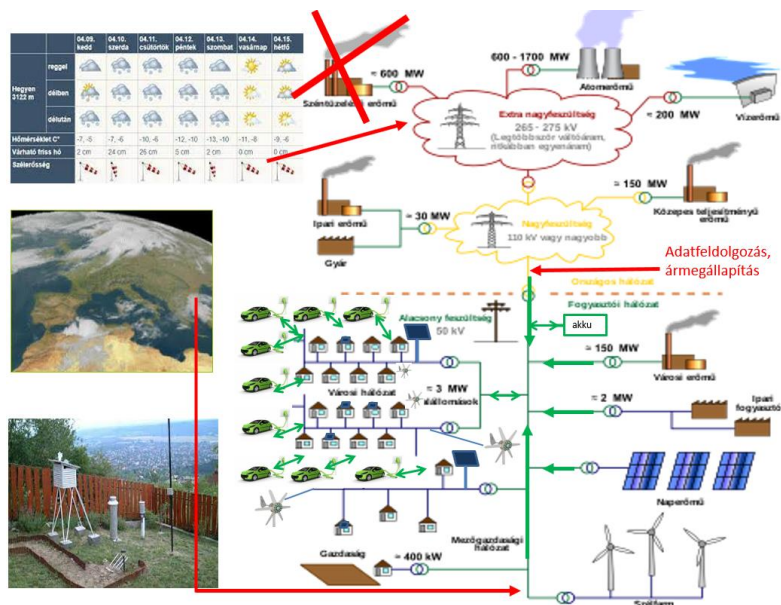 04.09. 04.10. 04.11. 04.12. 04.13. 04.14. 04.15.
kedd szerda csütörtök péntek szombat vasárnap hétfő
Hegyen
3122 m
reggel
délben
délután
Hőmérséklet C° -7, -5 -7, -6 -10, -6 -12, -10 -13, -10 -11, -8 -9, -6
Várható friss hó 2 cm 24 cm 26 cm 5 cm 2 cm 0 cm 0 cm
Szélerősség
≈ 600 MW
Széntüzelésű erőmű
600 - 1700 MW
Atomerőmű
≈ 200 MW
Vízerőmű
Extra nagyfeszültség
265 - 275 kV
(Legtöbbször váltóáram,
ritkábban egyenáram)
≈ 150 MW
Közepes teljesítményű
erőmű
Ipari erőmű
≈ 30 MW
Gyár
Nagyfeszültség
110 kV vagy nagyobb
Adatfeldolgozás,
ármegállapítás
Országos hálózat
Fogyasztói hálózat
Alacsony feszültség
50 kV
akku
≈ 150 MW
Városi erőmű
Városi hálózat
≈ 3 MW
alállomások
≈ 2 MW
Ipari
fogyasztó
Naperőmű
Mezőgazdasági
hálózat
Gazdaság
≈ 400 kW
Szélfarm